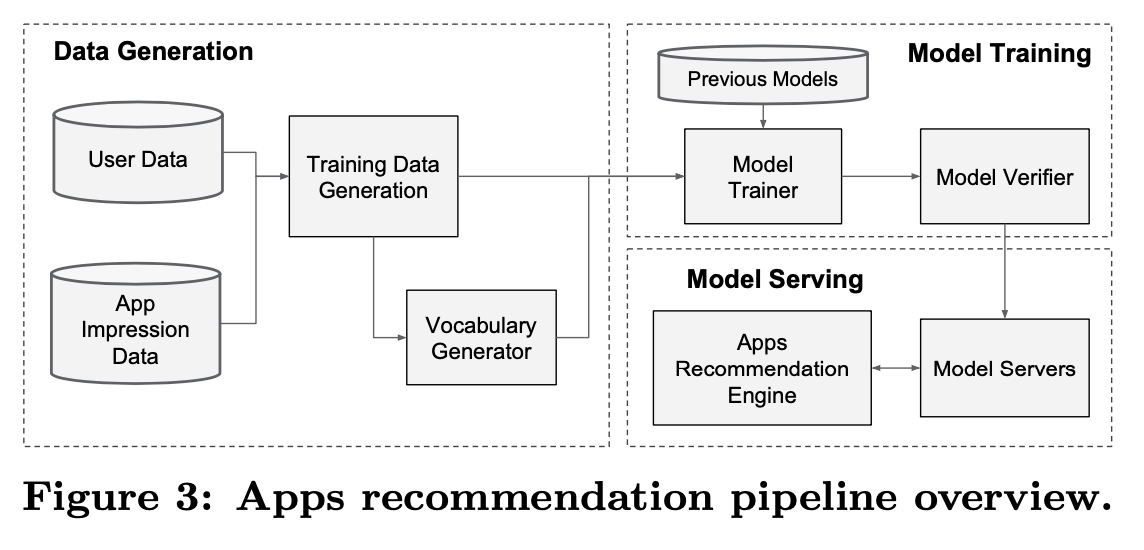 Data Generation
User Data
App
Impression
Data
Training Data
Generation
Vocabulary
Generator
Model Training
Previous Models
Model
Trainer
Model Verifier
Model Serving
Apps
Recommendation
Engine
Model Servers
Figure 3: Apps recommendation pipeline overview.